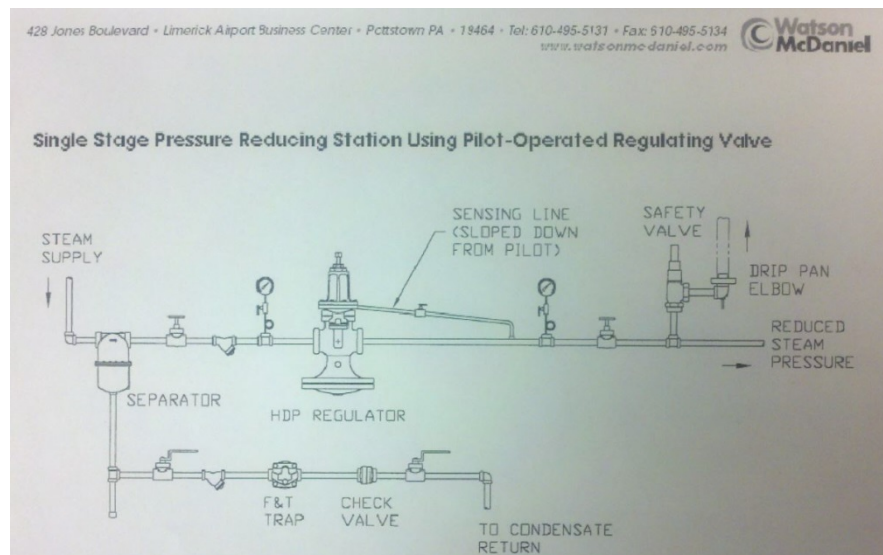 428 Jones Boulevard • Limerick Airport Business Center • Pottstown PA • 19464 • Tel: 610-495-5131 • Fax: 610-495-5134
www.watsonmcdaniel.com
Watson
McDaniel
Single Stage Pressure Reducing Station Using Pilot-Operated Regulating Valve
STEAM
SUPPLY
SENSING LINE
(SLOPED DOWN
FROM PILOT)
SAFETY
VALVE
DRIP PAN
ELBOW
REDUCED
STEAM
PRESSURE
SEPARATOR
HDP REGULATOR
F&T
TRAP
CHECK
VALVE
TO CONDENSATE
RETURN